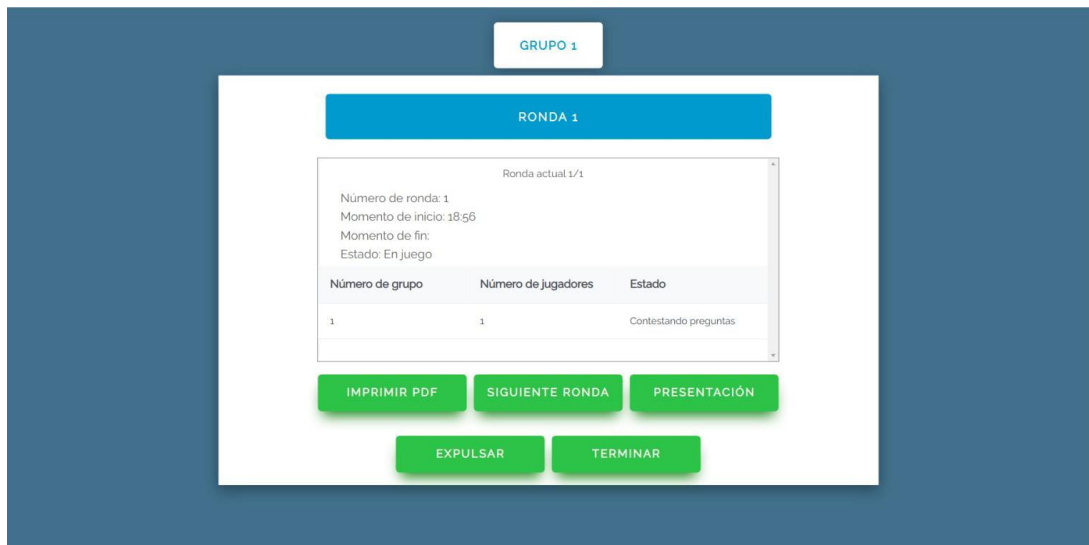 GRUPO 1
RONDA 1
Ronda actual 1/1
Número de ronda: 1
Momento de inicio: 18:56
Momento de fin:
Estado: En juego
Número de grupo Número de jugadores Estado
1 1 Contestando preguntas
IMPRIMIR PDF SIGUIENTE RONDA PRESENTACIÓN
EXPULSAR TERMINAR